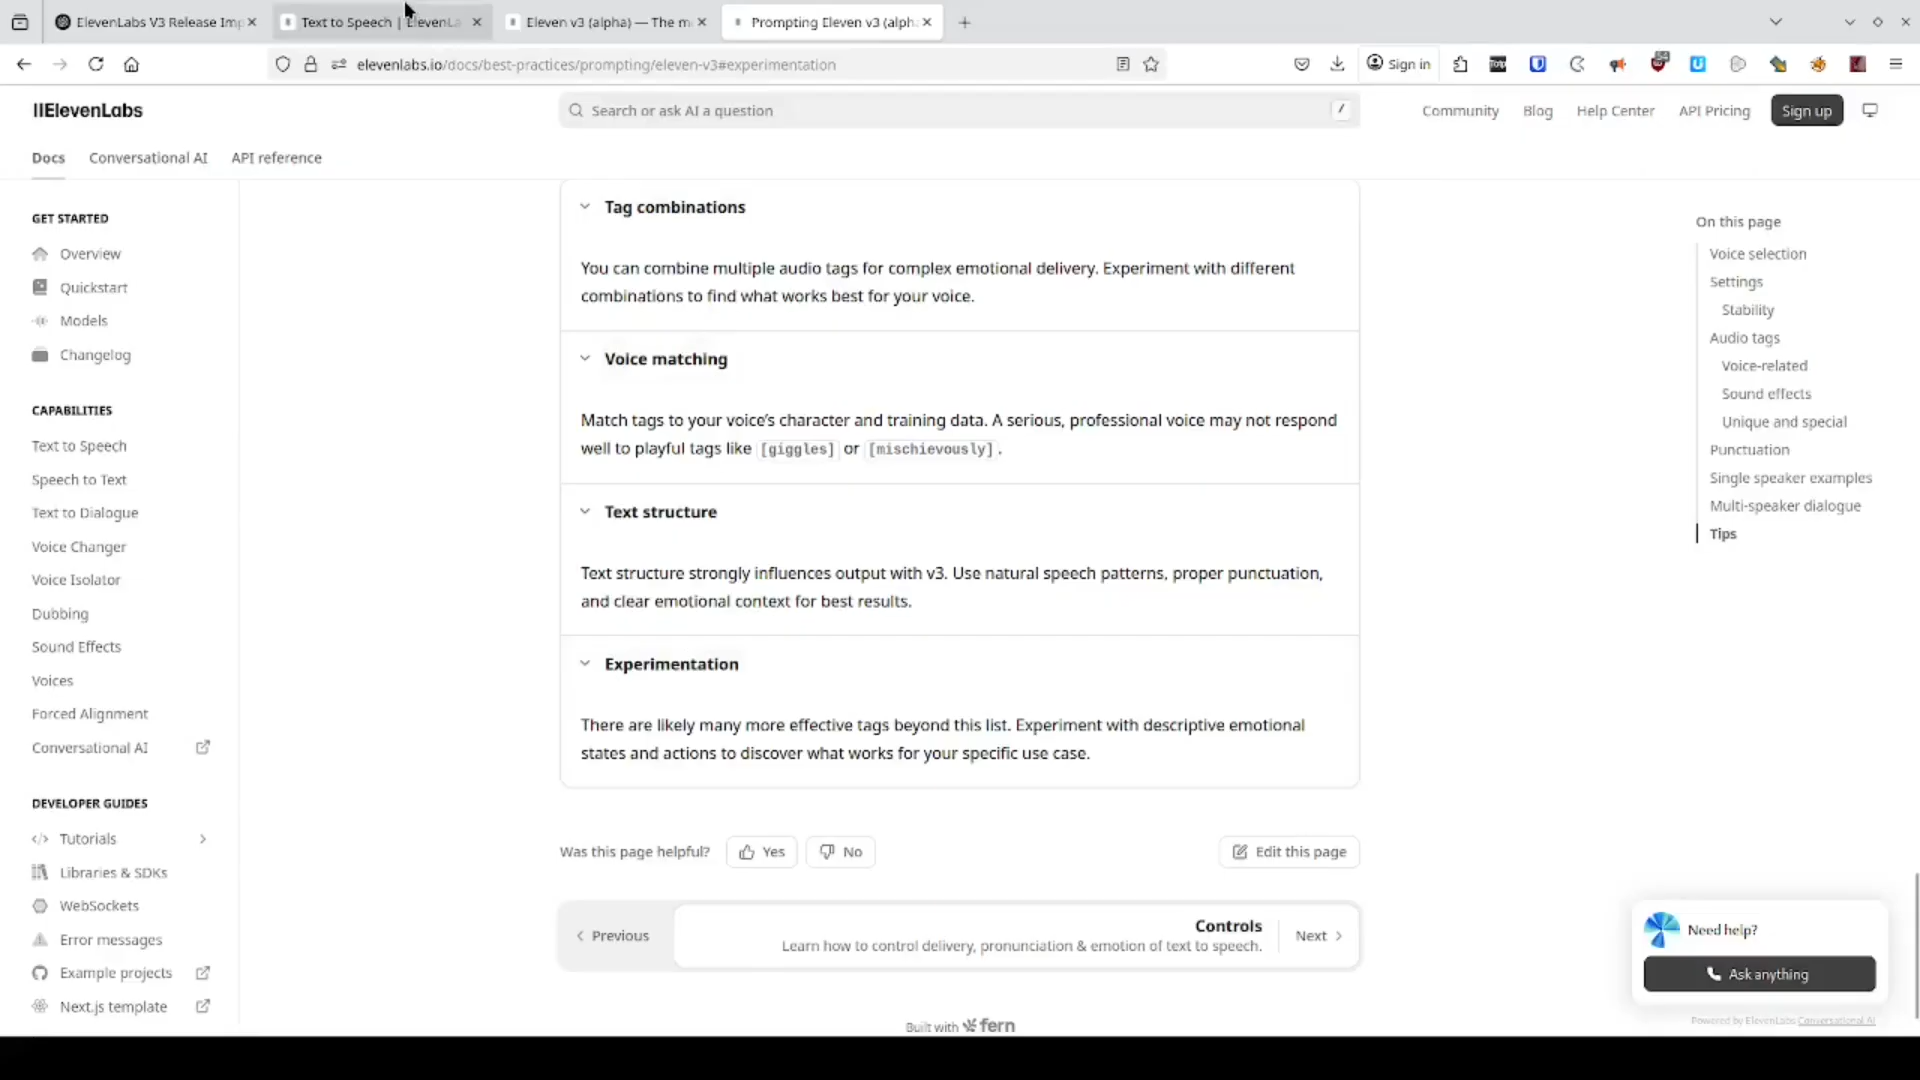 ElevenLabs V3 Release Imp
Text to Speech | ElevenLa
Eleven v3 (alpha) — The m
Prompting Eleven v3 (alph
elevenlabs.io/docs/best-practices/prompting/eleven-v3#experimentation
Sign in
IIElevenLabs
Search or ask AI a question
/
Community
Blog
Help Center
API Pricing
Sign up
Docs
Conversational AI
API reference
GET STARTED
Overview
Quickstart
Models
Changelog
CAPABILITIES
Text to Speech
Speech to Text
Text to Dialogue
Voice Changer
Voice Isolator
Dubbing
Sound Effects
Voices
Forced Alignment
Conversational AI
DEVELOPER GUIDES
Tutorials
Libraries & SDKs
WebSockets
Error messages
Example projects
Next.js template
Tag combinations
You can combine multiple audio tags for complex emotional delivery. Experiment with different
combinations to find what works best for your voice.
Voice matching
Match tags to your voice’s character and training data. A serious, professional voice may not respond
well to playful tags like [giggles] or [mischievously].
Text structure
Text structure strongly influences output with v3. Use natural speech patterns, proper punctuation,
and clear emotional context for best results.
Experimentation
There are likely many more effective tags beyond this list. Experiment with descriptive emotional
states and actions to discover what works for your specific use case.
Was this page helpful?
Yes
No
Edit this page
Previous
Controls
Learn how to control delivery, pronunciation & emotion of text to speech.
Next
Built with fern
On this page
Voice selection
Settings
Stability
Audio tags
Voice-related
Sound effects
Unique and special
Punctuation
Single speaker examples
Multi-speaker dialogue
Tips
Need help?
Ask anything
Powered by ElevenLabs Conversational AI